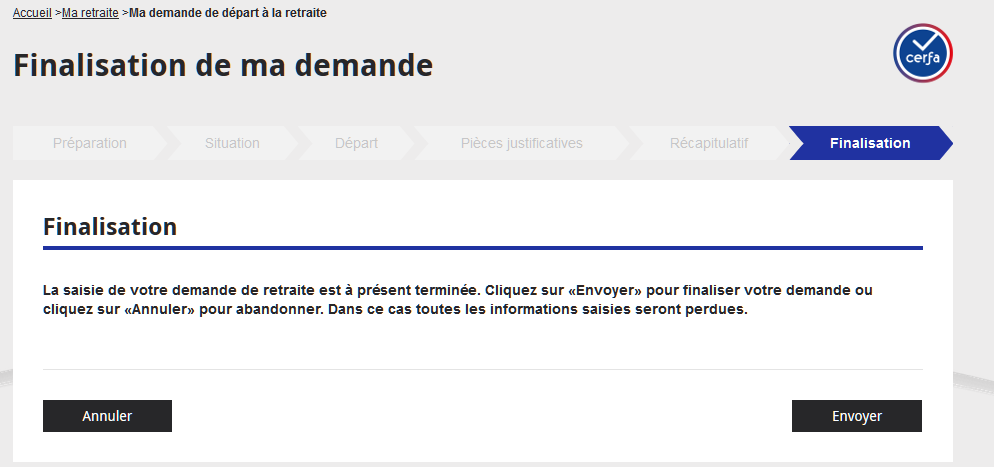 Accueil >Ma retraite >Ma demande de départ à la retraite
Finalisation de ma demande
cerfa
Préparation
Situation
Départ
Pièces justificatives
Récapitulatif
Finalisation
Finalisation
La saisie de votre demande de retraite est à présent terminée. Cliquez sur «Envoyer» pour finaliser votre demande ou
cliquez sur «Annuler» pour abandonner. Dans ce cas toutes les informations saisies seront perdues.
Annuler
Envoyer